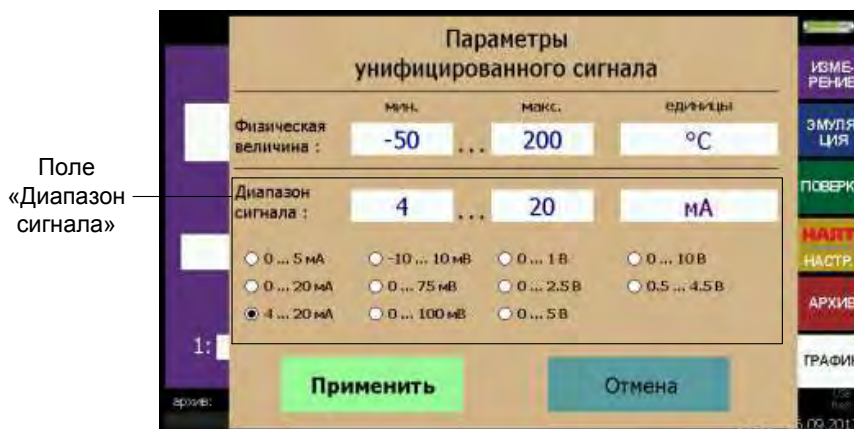 Поле
«Диапазон
сигнала»
Параметры
унифицированного сигнала
мин. макс. единицы
Физическая
величина :
-50 ... 200 °C
Диапазон
сигнала :
4 ... 20 мА
0 ... 5 мА -10 ... 10 мВ 0 ... 1 В 0 ... 10 В
0 ... 20 мА 0 ... 75 мВ 0 ... 2.5 В 0.5 ... 4.5 В
4 ... 20 мА 0 ... 100 мВ 0 ... 5 В
Применить Отмена
1:
архив:
ИЗМЕ-
РЕНИЕ
ЭМУЛЯ
ЦИЯ
ПОВЕРК
HART
НАСТР.
АРХИВ
ГРАФИК